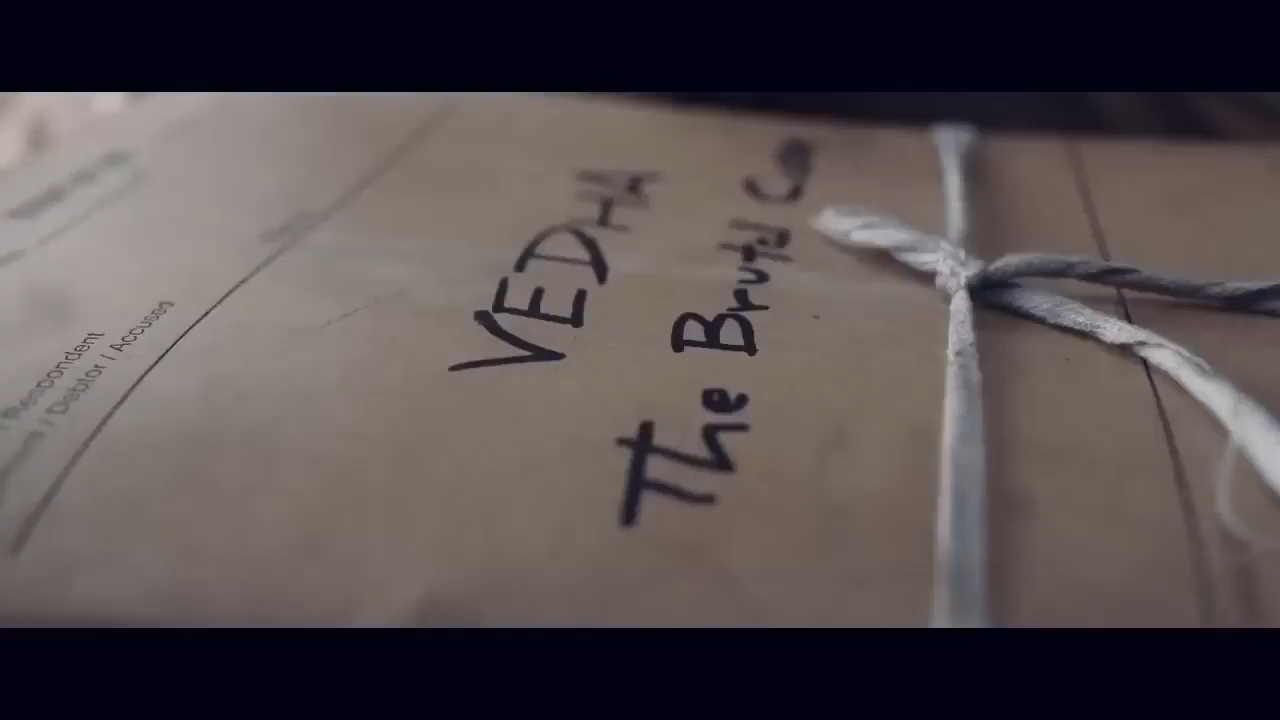 VEDHA
The Brutal
Respondent
/ Debtor / Accused